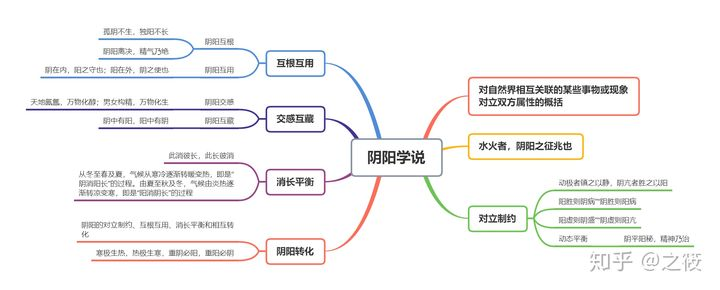 阴阳学说
对自然界相互关联的某些事物或现象
对立双方属性的概括
水火者，阴阳之征兆也
对立制约
动极者镇之以静，阴亢者胜之以阳
阳胜则阴病""阴胜则阳病
阳虚则阴盛""阴虚则阳亢
动态平衡
阴平阳秘，精神乃治
互根互用
阴阳互根
孤阴不生，独阳不长
阴阳离决，精气乃绝
阴阳互用
阴在内，阳之守也；阳在外，阴之使也
交感互藏
阴阳交感
天地氤氲，万物化醇；男女构精，万物化生
阴阳互藏
阴中有阳，阳中有阴
消长平衡
此消彼长，此长彼消
从冬至春及夏，气候从寒冷逐渐转暖变热，即是"
阴消阳长"的过程。由夏至秋及冬，气候由炎热逐
渐转凉变寒，即是"阳消阴长"的过程
阴阳转化
阴阳的对立制约、互根互用、消长平衡和相互转
化
寒极生热，热极生寒，重阴必阳，重阳必阴
知乎 @之筱